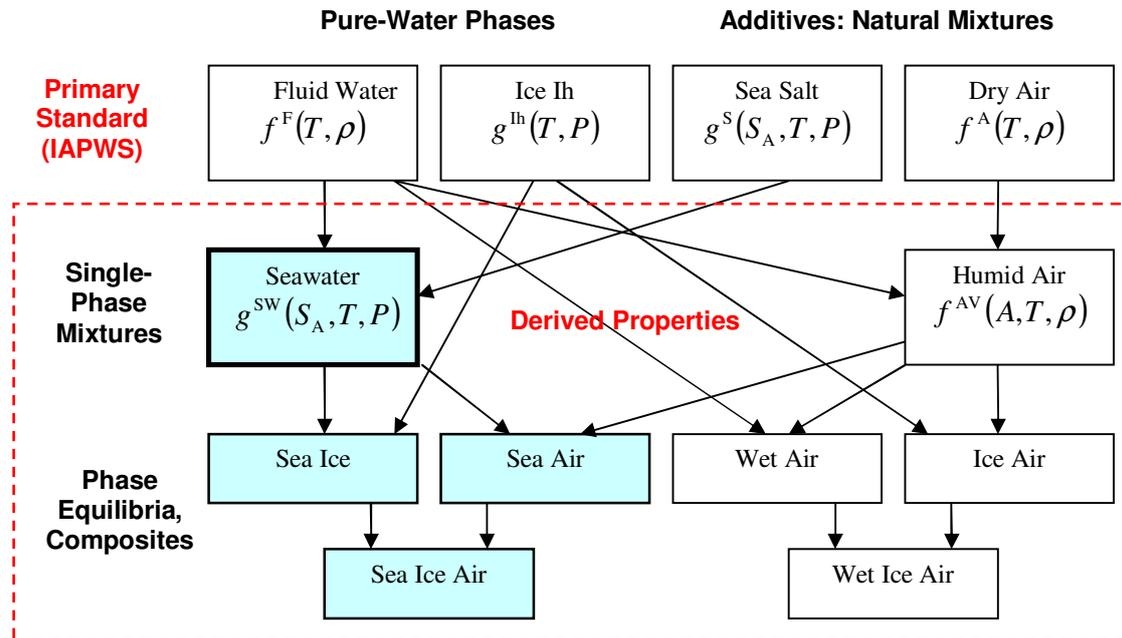 Pure-Water Phases
Additives: Natural Mixtures
Primary
Standard
(IAPWS)
Fluid Water
f^F(T, ρ)
Ice Ih
g^Ih(T, P)
Sea Salt
g^S(S_A, T, P)
Dry Air
f^A(T, ρ)
Single-
Phase
Mixtures
Seawater
g^SW(S_A, T, P)
Derived Properties
Humid Air
f^AV(A, T, ρ)
Phase
Equilibria,
Composites
Sea Ice
Sea Air
Wet Air
Ice Air
Sea Ice Air
Wet Ice Air